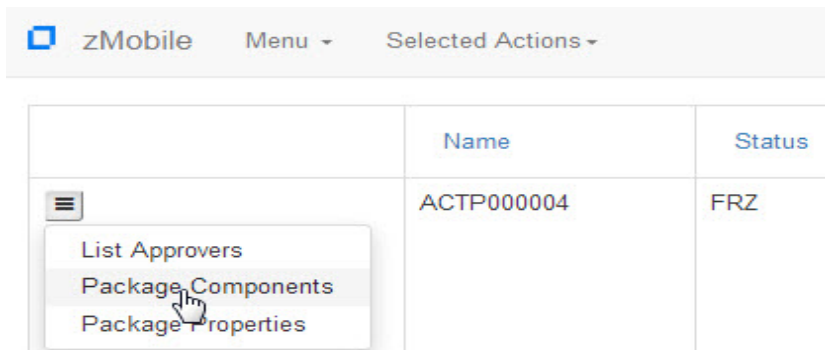 zMobile Menu Selected Actions
Name Status
ACTP000004 FRZ
List Approvers
Package Components
Package Properties